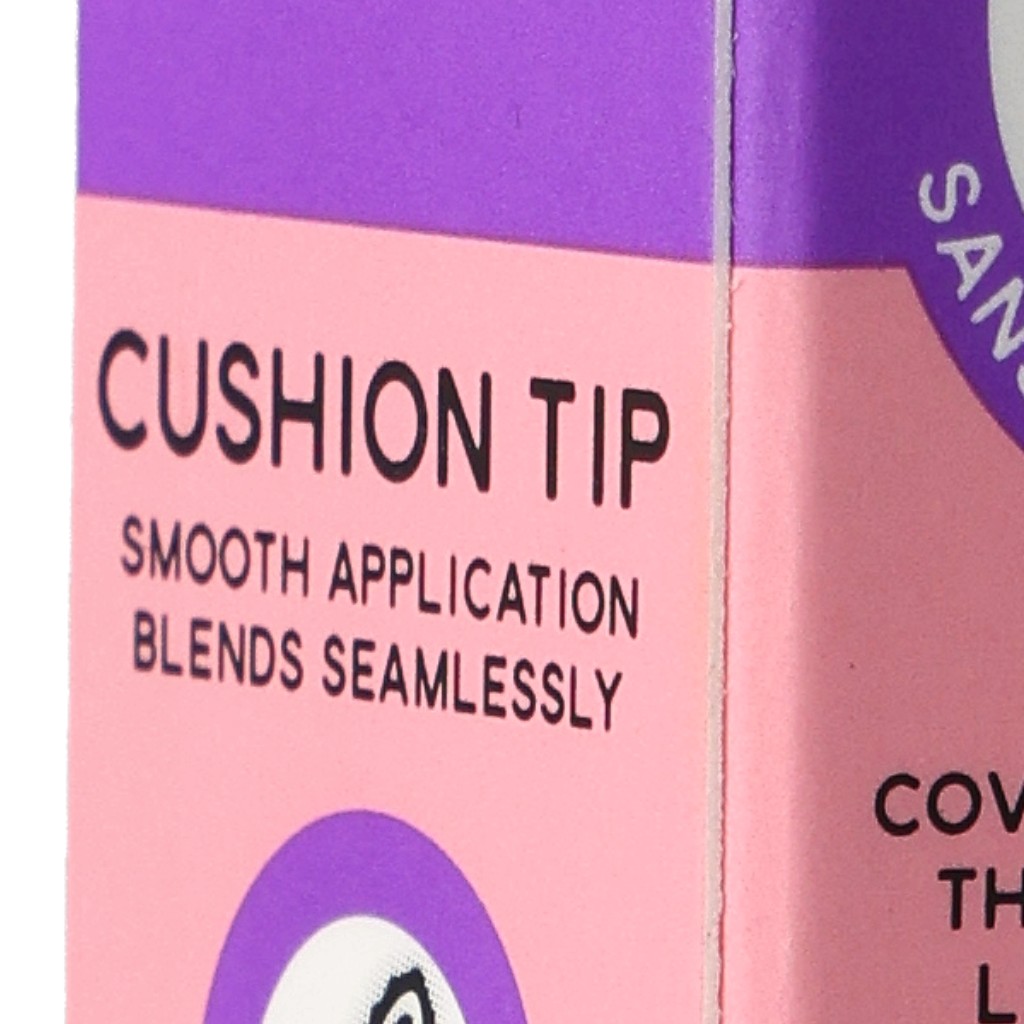 CUSHION TIP
SMOOTH APPLICATION
BLENDS SEAMLESSLY